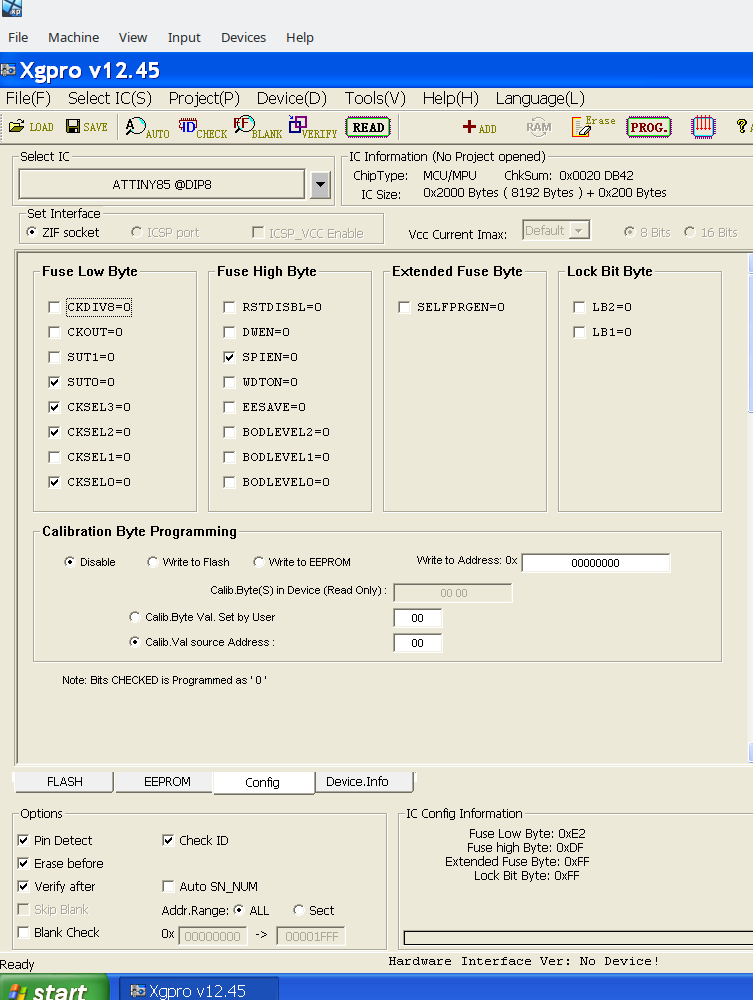 File Machine View Input Devices Help
Xgpro v12.45
File(F) Select IC(S) Project(P) Device(D) Tools(V) Help(H) Language(L)
LOAD SAVE AUTO CHECK BLANK VERIFY READ ADD RAM Erase PROG.
Select IC
ATTINY85 @DIP8
IC Information (No Project opened)
ChipType: MCU/MPU ChkSum: 0x0020 DB42
IC Size: 0x2000 Bytes ( 8192 Bytes ) + 0x200 Bytes
Set Interface
ZIF socket ICSP port ICSP_VCC Enable
Vcc Current Imax: Default 8 Bits 16 Bits
Fuse Low Byte
CKDIV8=0
CKOUT=0
SUT1=0
SUT0=0
CKSEL3=0
CKSEL2=0
CKSEL1=0
CKSEL0=0
Fuse High Byte
RSTDISBL=0
DWEN=0
SPIEN=0
WDTON=0
EESAVE=0
BODLEVEL2=0
BODLEVEL1=0
BODLEVEL0=0
Extended Fuse Byte
SELFPRGEN=0
Lock Bit Byte
LB2=0
LB1=0
Calibration Byte Programming
Disable Write to Flash Write to EEPROM Write to Address: 0x 00000000
Calib.Byte(S) in Device (Read Only) : 00 00
Calib.Byte Val. Set by User 00
Calib.Val source Address : 00
Note: Bits CHECKED is Programmed as ' 0 '
FLASH EEPROM Config Device.Info
Options
Pin Detect Check ID
Erase before
Verify after Auto SN_NUM
Skip Blank Addr.Range: ALL Sect
Blank Check 0x 00000000 -> 00001FFF
IC Config Information
Fuse Low Byte: 0xE2
Fuse high Byte: 0xDF
Extended Fuse Byte: 0xFF
Lock Bit Byte: 0xFF
Ready Hardware Interface Ver: No Device!
start Xgpro v12.45